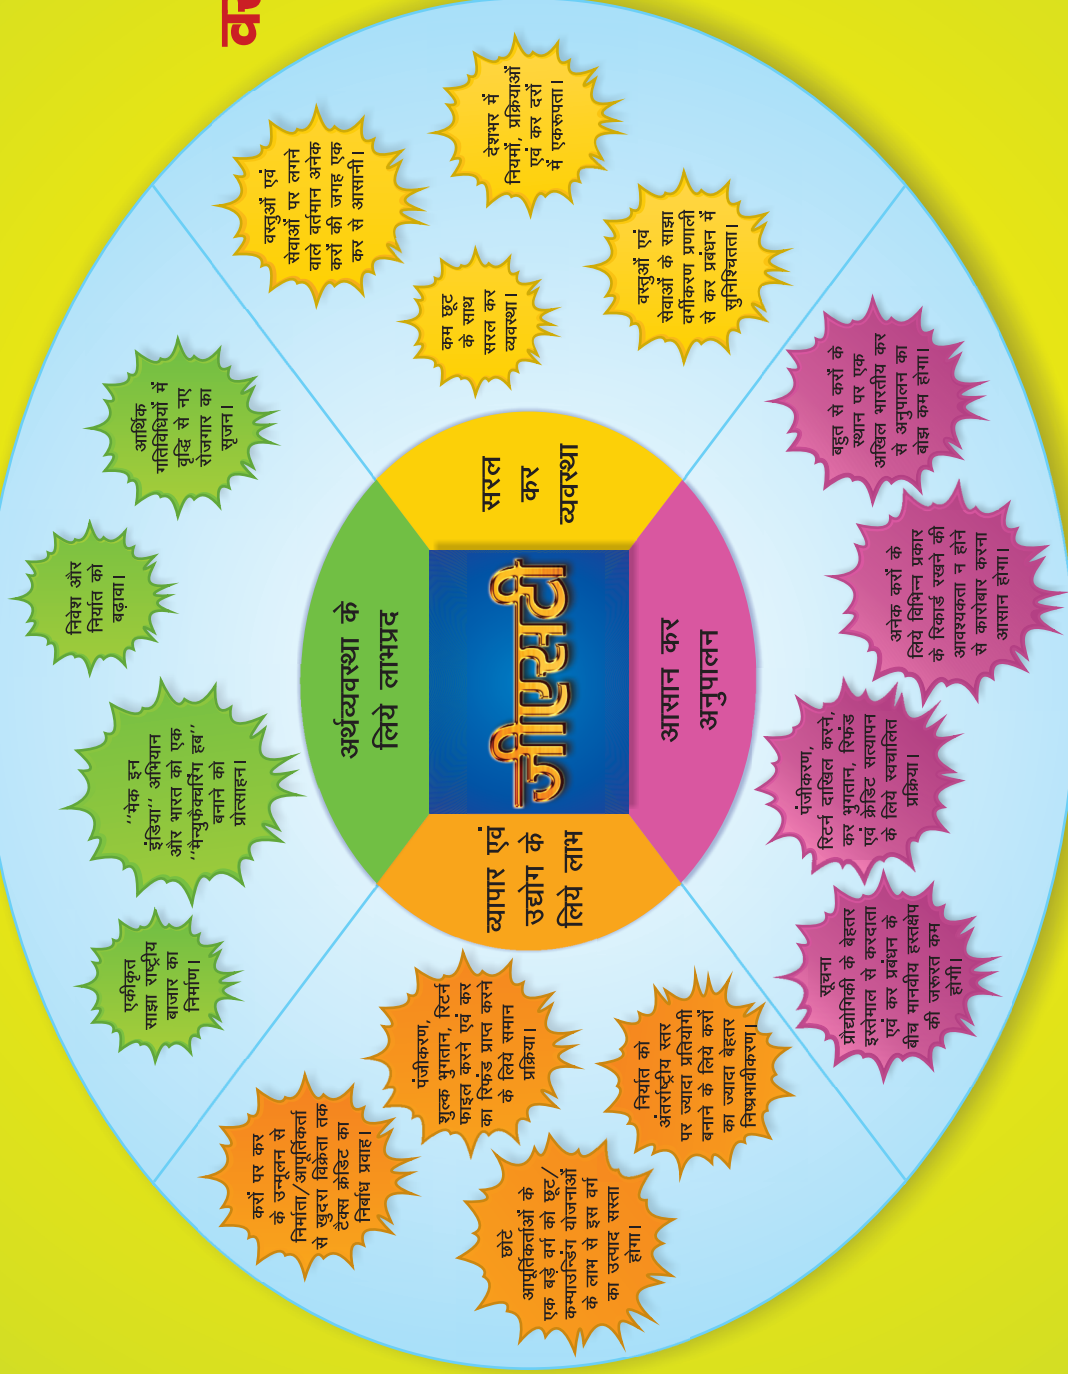 जीएसटी
सरल
कर
व्यवस्था
वस्तुओं एवं
सेवाओं पर लगने
वाले वर्तमान अनेक
करों की जगह एक
कर से आसानी।
देशभर में
नियमों, प्रक्रियाओं
एवं कर दरों
में एकरूपता।
कम छूट
के साथ
सरल कर
व्यवस्था।
वस्तुओं एवं
सेवाओं के साझा
वर्गीकरण प्रणाली
से कर प्रबंधन में
सुनिश्चितता।
आसान कर
अनुपालन
बहुत से करों के
स्थान पर एक
अखिल भारतीय कर
से अनुपालन का
बोझ कम होगा।
अनेक करों के
लिये विभिन्न प्रकार
के रिकार्ड रखने की
आवश्यकता न होने
से कारोबार करना
आसान होगा।
पंजीकरण,
रिटर्न दाखिल करने,
कर भुगतान, रिफंड
एवं क्रेडिट सत्यापन
के लिये स्वचालित
प्रक्रिया।
सूचना
प्रौद्योगिकी के बेहतर
इस्तेमाल से करदाता
एवं कर प्रबंधन के
बीच मानवीय हस्तक्षेप
की जरूरत कम
होगी।
व्यापार एवं
उद्योग के
लिये लाभ
करों पर कर
के उन्मूलन से
निर्माता/आपूर्तिकर्ता
से खुदरा विक्रेता तक
टैक्स क्रेडिट का
निर्बाध प्रवाह।
पंजीकरण,
शुल्क भुगतान, रिटर्न
फाइल करने एवं कर
का रिफंड प्राप्त करने
के लिये समान
प्रक्रिया।
छोटे
आपूर्तिकर्ताओं के
एक बड़े वर्ग को छूट/
कम्पाउन्डिंग योजनाओं
के लाभ से इस वर्ग
का उत्पाद सस्ता
होगा।
निर्यात को
अंतर्राष्ट्रीय स्तर
पर ज्यादा प्रतियोगी
बनाने के लिये करों
का ज्यादा बेहतर
निष्प्रभावीकरण।
अर्थव्यवस्था के
लिये लाभप्रद
एकीकृत
साझा राष्ट्रीय
बाजार का
निर्माण।
‘‘मेक इन
इंडिया’’ अभियान
और भारत को एक
‘‘मैन्युफैक्चरिंग हब’’
बनाने को
प्रोत्साहन।
निवेश और
निर्यात को
बढ़ावा।
आर्थिक
गतिविधियों में
वृद्धि से नए
रोजगार का
सृजन।